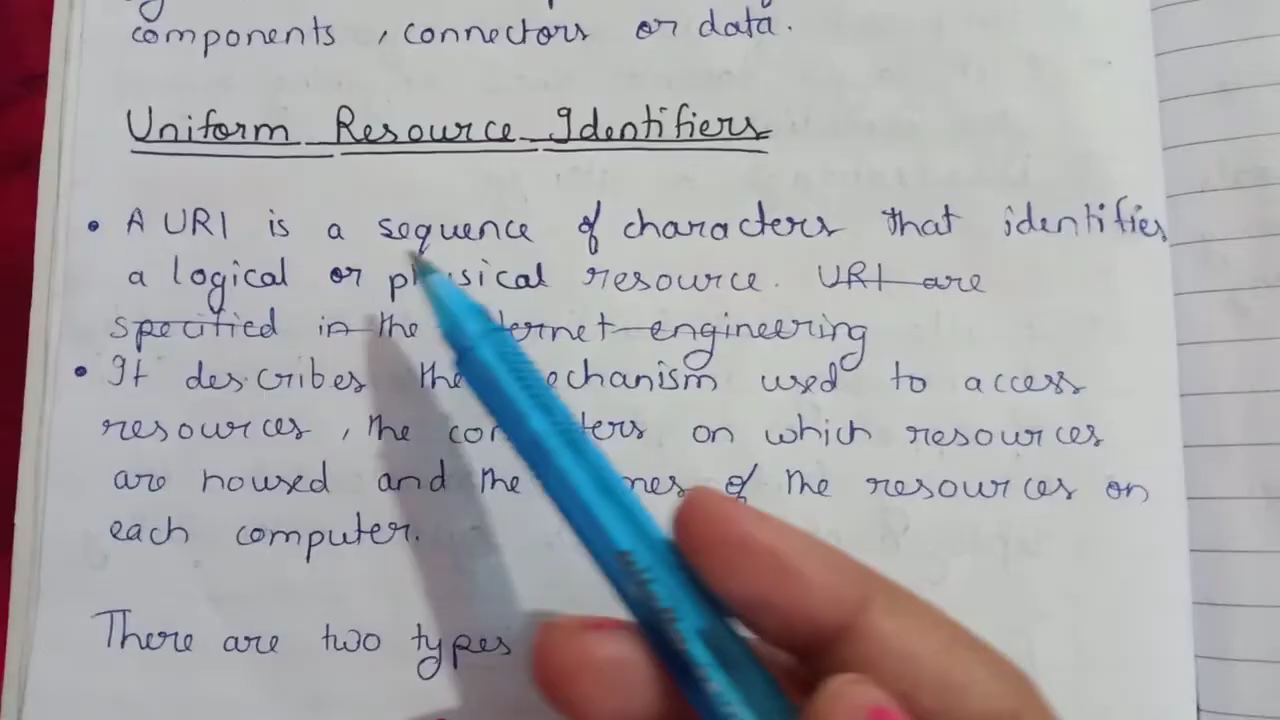 components, connectors or data.
Uniform Resource Identifiers
• A URI is a sequence of characters that identifies
a logical or physical resource. URI are
specified in the engineering
• It describes the used to access
resources, the on which resources
are housed and the of the resources on
each computer.
There are two types